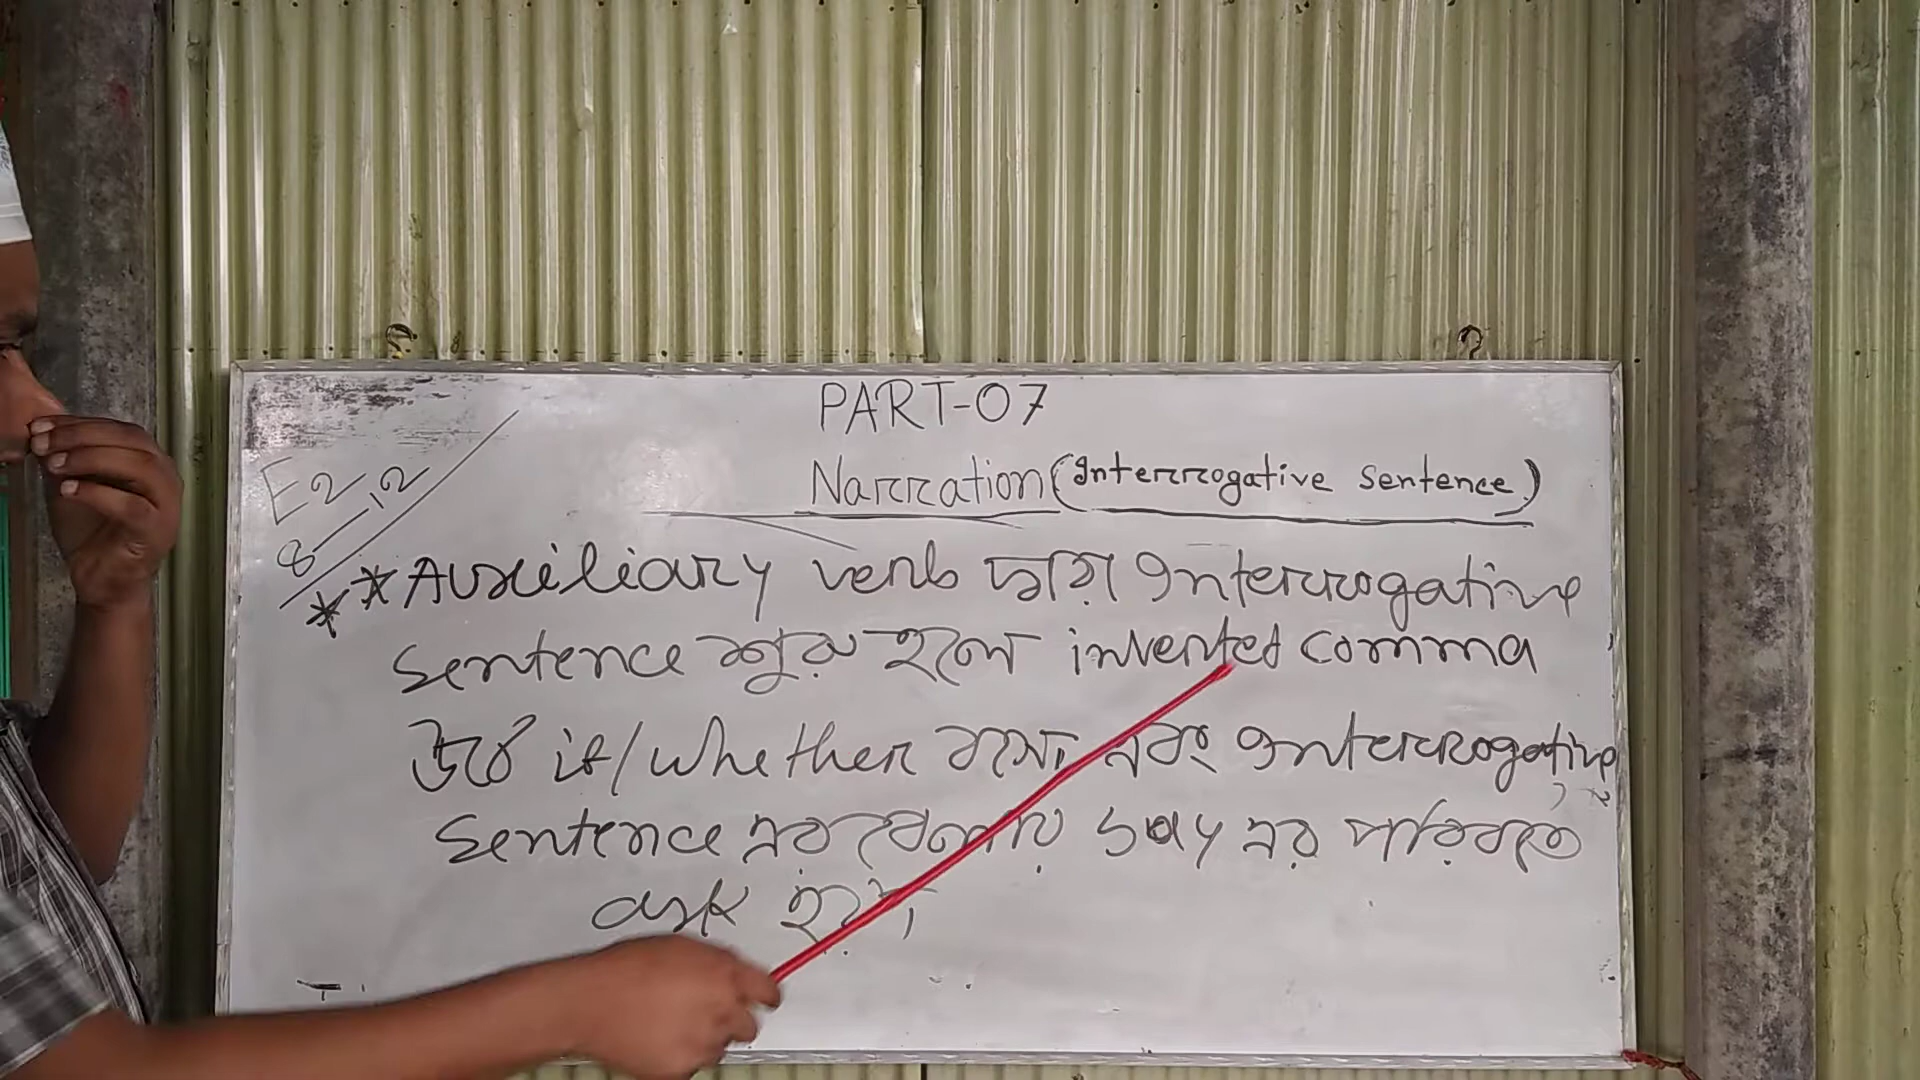 PART-07
Narration (Interrogative Sentence)
E2
8-12
** Auxiliary verb দ্বারা Interrogative
Sentence শুরু হলে inverted comma
উঠে if/whether বসে এবং Interrogative
Sentence এর বেলায় say এর পরিবর্তে
ask হয়।